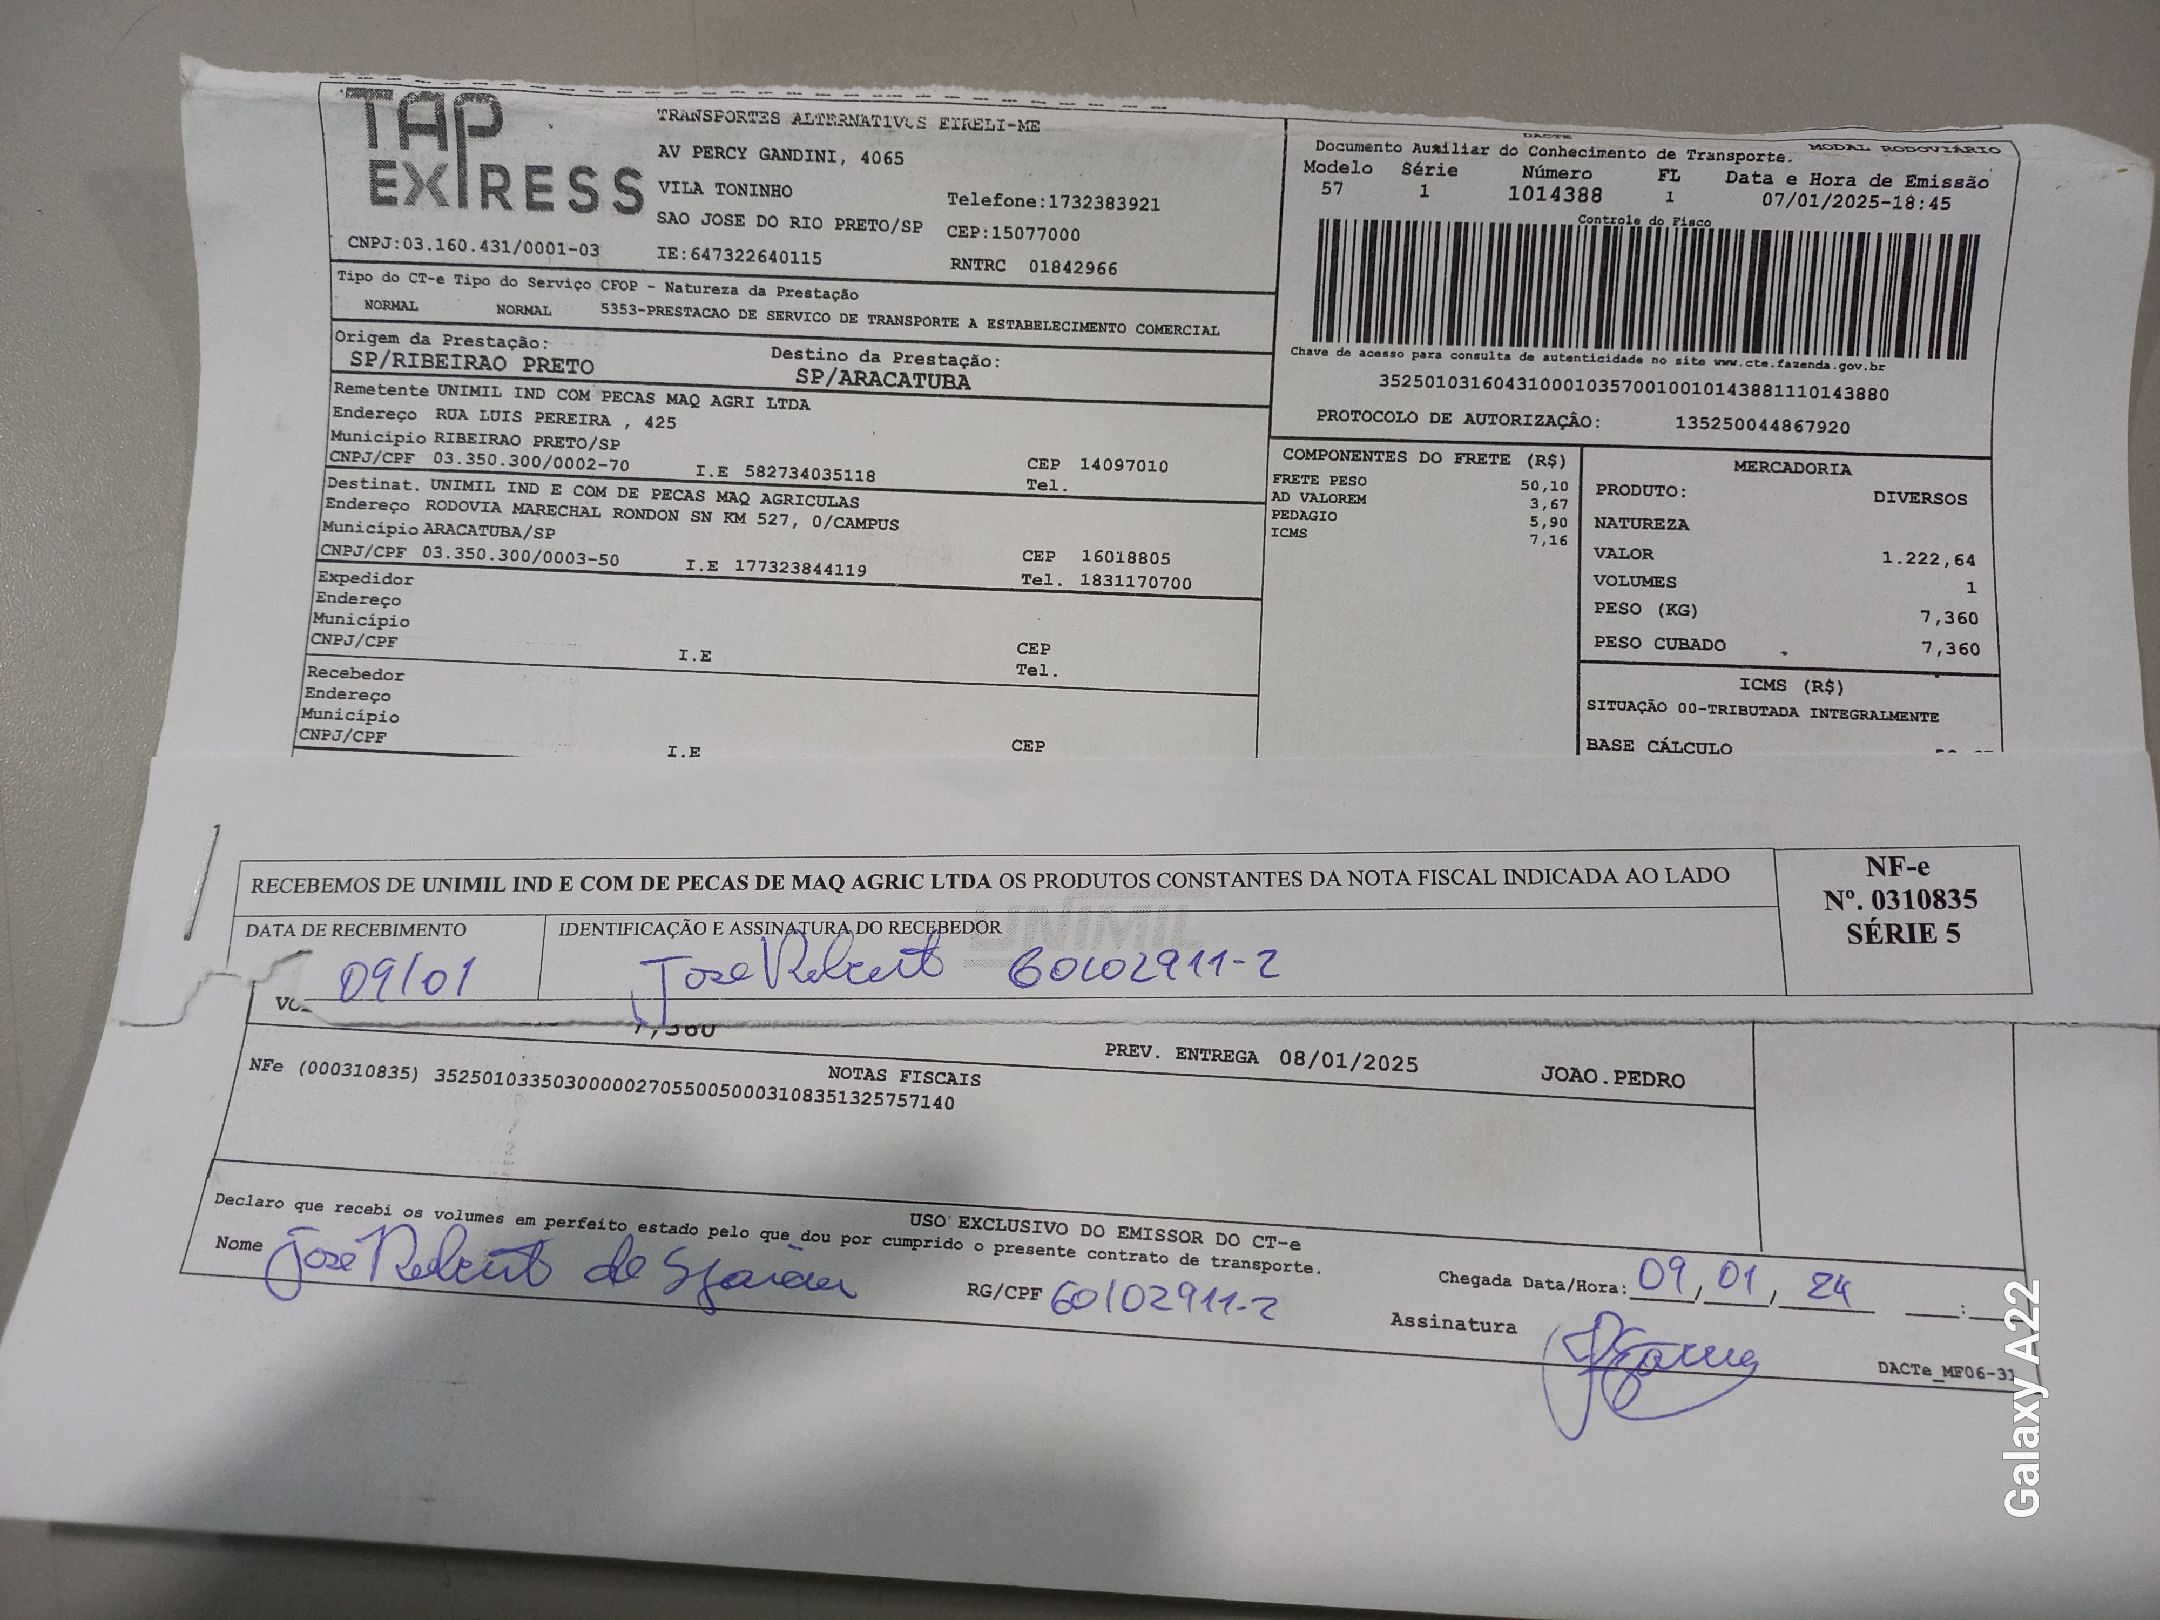 TAP EXPRESS
TRANSPORTES ALTERNATIVOS EIRELI-ME
AV PERCY GANDINI, 4065
VILA TONINHO
Telefone:1732383921
SAO JOSE DO RIO PRETO/SP CEP:15077000
CNPJ:03.160.431/0001-03 IE:647322640115 RNTRC 01842966
DACTE
Documento Auxiliar do Conhecimento de Transporte. MODAL RODOVIÁRIO
Modelo Série Número FL Data e Hora de Emissão
57 1 1014388 1 07/01/2025-18:45
Controle do Fisco
Chave de acesso para consulta de autenticidade no site www.cte.fazenda.gov.br
35250103160431000103570010010143881110143880
PROTOCOLO DE AUTORIZAÇÂO: 135250044867920
Tipo do CT-e Tipo do Serviço CFOP - Natureza da Prestação
NORMAL NORMAL 5353-PRESTACAO DE SERVICO DE TRANSPORTE A ESTABELECIMENTO COMERCIAL
Origem da Prestação: Destino da Prestação:
SP/RIBEIRAO PRETO SP/ARACATUBA
Remetente UNIMIL IND COM PECAS MAQ AGRI LTDA
Endereço RUA LUIS PEREIRA , 425
Município RIBEIRAO PRETO/SP CEP 14097010
CNPJ/CPF 03.350.300/0002-70 I.E 582734035118 Tel.
Destinat. UNIMIL IND E COM DE PECAS MAQ AGRICULAS
Endereço RODOVIA MARECHAL RONDON SN KM 527, 0/CAMPUS
Município ARACATUBA/SP CEP 16018805
CNPJ/CPF 03.350.300/0003-50 I.E 177323844119 Tel. 1831170700
Expedidor
Endereço
Município CEP
CNPJ/CPF I.E Tel.
Recebedor
Endereço
Município CEP
CNPJ/CPF I.E
COMPONENTES DO FRETE (R$)
FRETE PESO 50,10
AD VALOREM 3,67
PEDAGIO 5,90
ICMS 7,16
MERCADORIA
PRODUTO: DIVERSOS
NATUREZA
VALOR 1.222,64
VOLUMES 1
PESO (KG) 7,360
PESO CUBADO 7,360
ICMS (R$)
SITUAÇÃO 00-TRIBUTADA INTEGRALMENTE
BASE CÁLCULO
RECEBEMOS DE UNIMIL IND E COM DE PECAS DE MAQ AGRIC LTDA OS PRODUTOS CONSTANTES DA NOTA FISCAL INDICADA AO LADO
NF-e
Nº. 0310835
SÉRIE 5
UNIMIL
DATA DE RECEBIMENTO IDENTIFICAÇÃO E ASSINATURA DO RECEBEDOR
09/01 Jose Robert 60102911-2
7,360
PREV. ENTREGA 08/01/2025 JOAO.PEDRO
NOTAS FISCAIS
NFe (000310835) 35250103350300000270550050003108351325757140
USO EXCLUSIVO DO EMISSOR DO CT-e
Declaro que recebi os volumes em perfeito estado pelo que dou por cumprido o presente contrato de transporte.
Nome José Robert de RG/CPF 60102911-2 Chegada Data/Hora: 09/01/24 __:__
Assinatura
DACTe_MF06-31
Galaxy A22